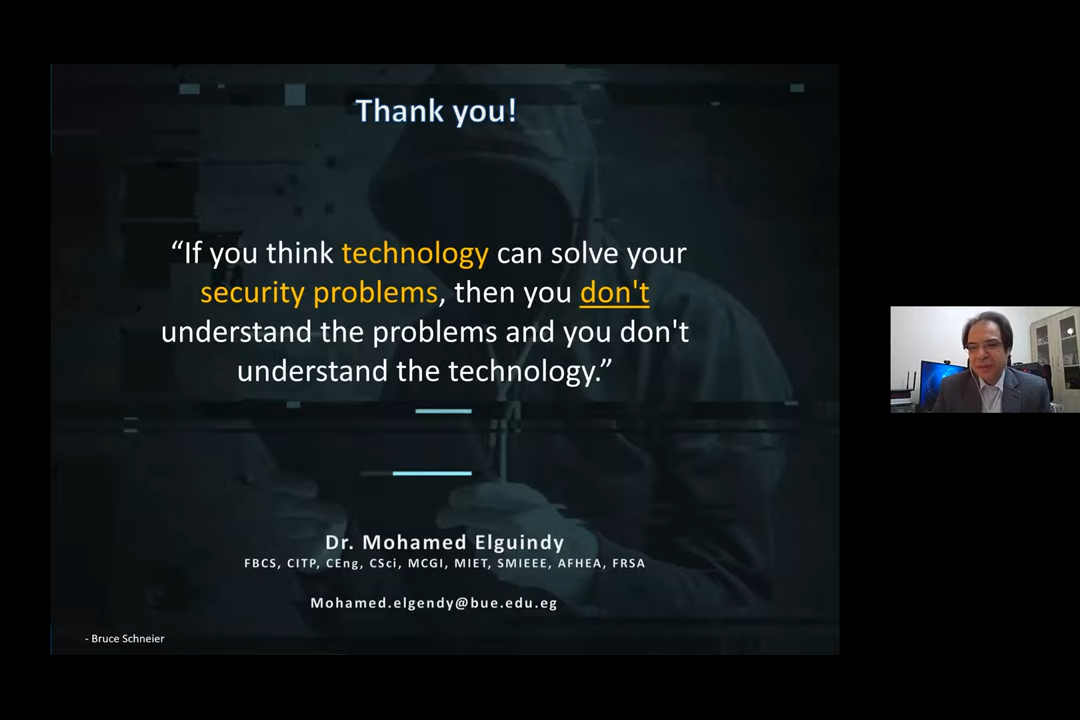 Thank you!
“If you think technology can solve your
security problems, then you don't
understand the problems and you don't
understand the technology.”
Dr. Mohamed Elguindy
FBCS, CITP, CEng, CSci, MCGI, MIET, SMIEEE, AFHEA, FRSA
Mohamed.elgendy@bue.edu.eg
- Bruce Schneier